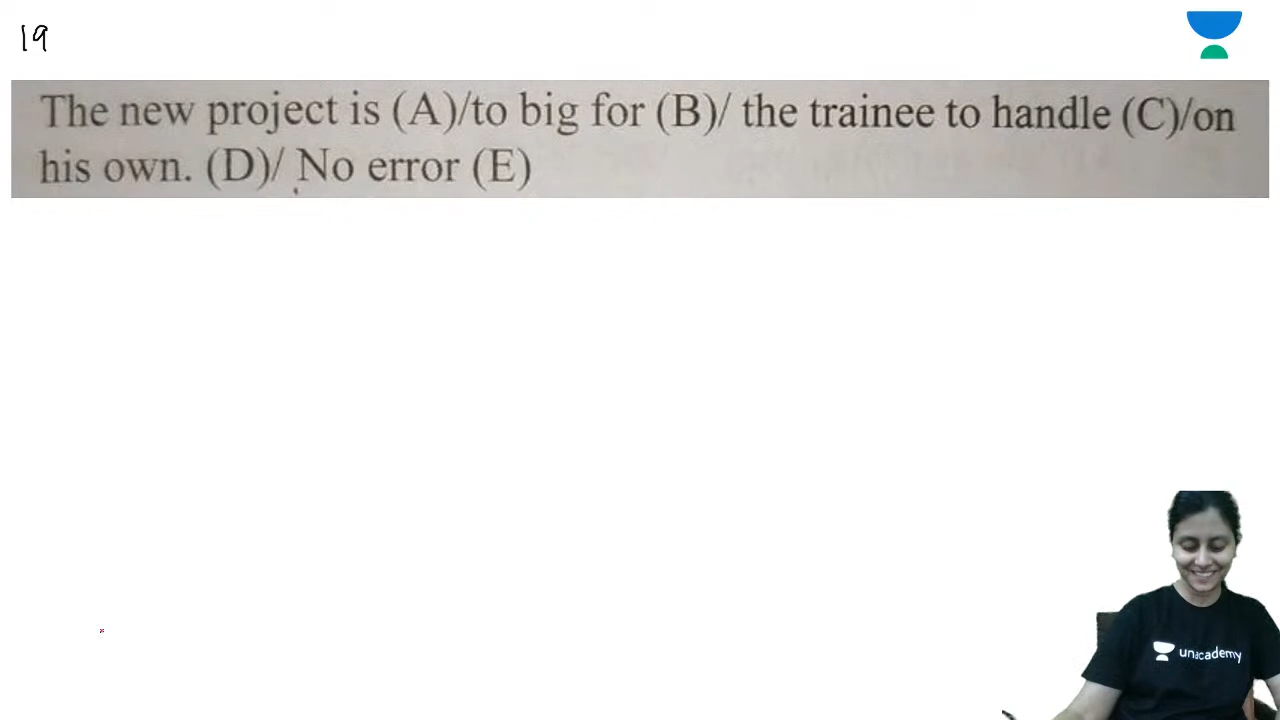 19
The new project is (A)/to big for (B)/ the trainee to handle (C)/on
his own. (D)/ No error (E)
unacademy